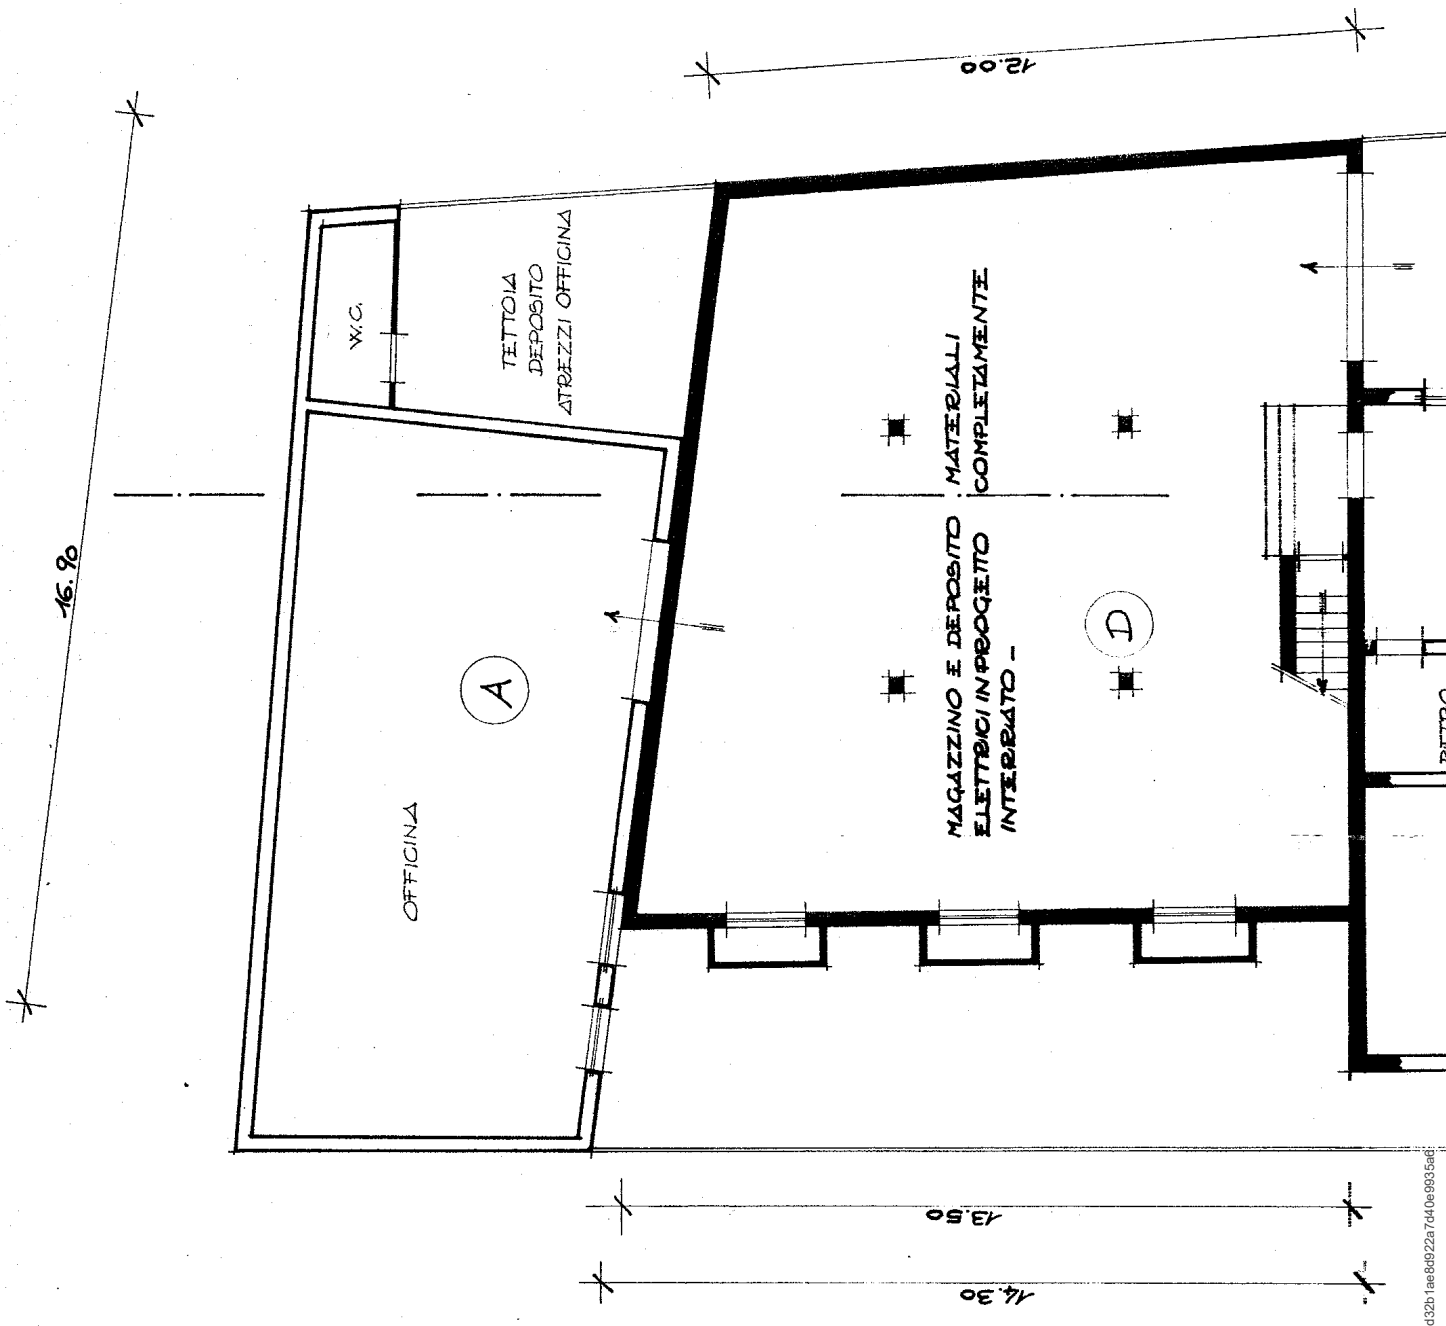 16.90
12.00
W.C.
TETTOIA
DEPOSITO
ATREZZI OFFICINA
A
OFFICINA
MAGAZZINO E DEPOSITO MATERIALI
ELETTRICI IN PROGETTO COMPLETAMENTE
INTERRATO -
D
13.50
14.30
d32b1ae8d922a7d40e9935a6